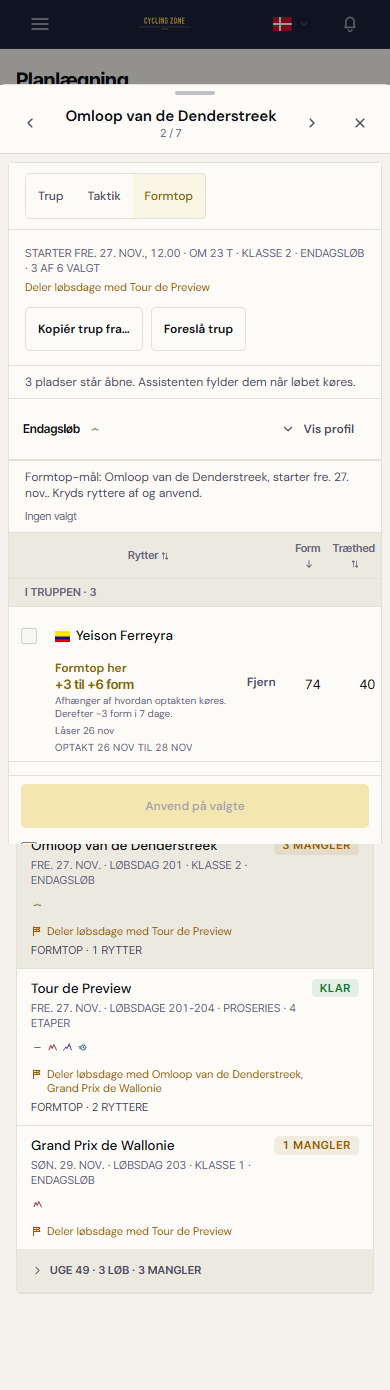 CYCLING ZONE
Planlægning
Omloop van de Denderstreek
2 / 7
Trup
Taktik
Formtop
STARTER FRE. 27. NOV., 12.00 · OM 23 T · KLASSE 2 · ENDAGSLØB
· 3 AF 6 VALGT
Deler løbsdage med Tour de Preview
Kopiér trup fra…
Foreslå trup
3 pladser står åbne. Assistenten fylder dem når løbet køres.
Endagsløb
Vis profil
Formtop-mål: Omloop van de Denderstreek, starter fre. 27.
nov.. Kryds ryttere af og anvend.
Ingen valgt
Rytter ↑↓
Form
↓
Træthed
↑↓
I TRUPPEN · 3
Yeison Ferreyra
Formtop her
+3 til +6 form
Fjern
74
40
Afhænger af hvordan optakten køres.
Derefter −3 form i 7 dage.
Låser 26 nov
OPTAKT 26 NOV TIL 28 NOV
Anvend på valgte
Omloop van de Denderstreek
3 MANGLER
FRE. 27. NOV. · LØBSDAG 201 · KLASSE 2 ·
ENDAGSLØB
Deler løbsdage med Tour de Preview
FORMTOP · 1 RYTTER
Tour de Preview
KLAR
FRE. 27. NOV. · LØBSDAGE 201-204 · PROSERIES · 4
ETAPER
Deler løbsdage med Omloop van de Denderstreek,
Grand Prix de Wallonie
FORMTOP · 2 RYTTERE
Grand Prix de Wallonie
1 MANGLER
SØN. 29. NOV. · LØBSDAG 203 · KLASSE 1 ·
ENDAGSLØB
Deler løbsdage med Tour de Preview
UGE 49 · 3 LØB · 3 MANGLER